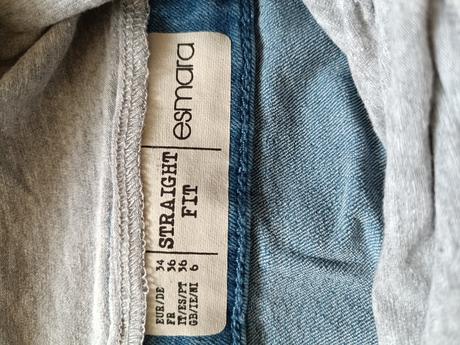 esmara
STRAIGHT
FIT
EUR/DE 34
FR 36
IT/ES/PT 36
GB/IE/NI 6